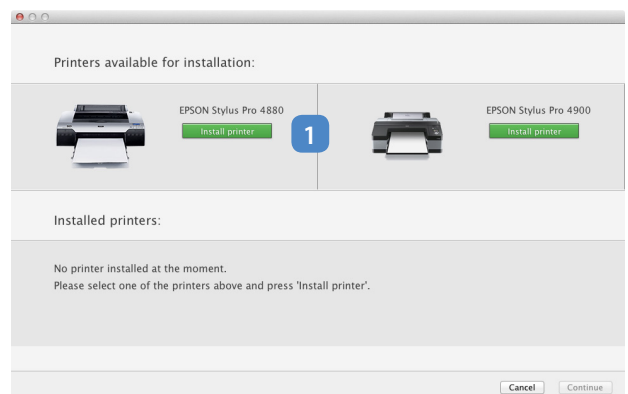 Printers available for installation:
EPSON Stylus Pro 4880
Install printer
1
EPSON Stylus Pro 4900
Install printer
Installed printers:
No printer installed at the moment.
Please select one of the printers above and press 'Install printer'.
Cancel
Continue